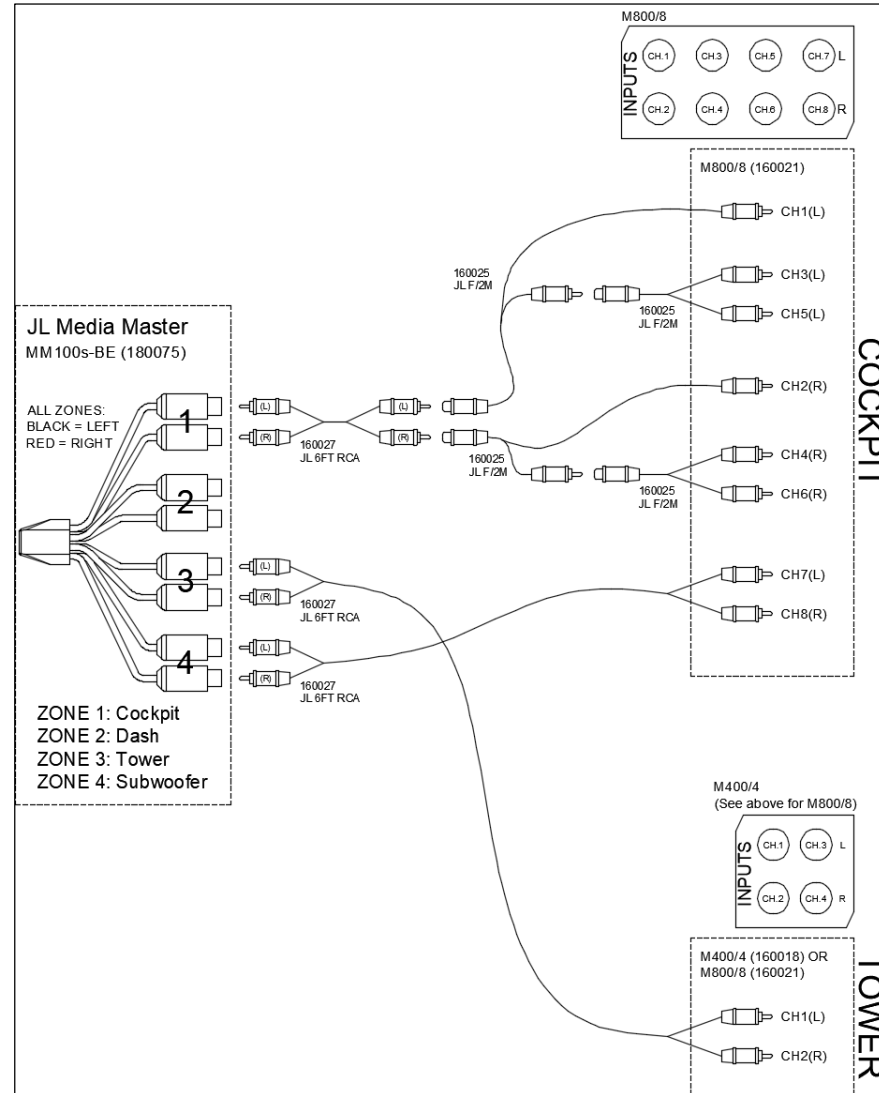 M800/8
INPUTS
CH.1 CH.3 CH.5 CH.7 L
CH.2 CH.4 CH.6 CH.8 R
M800/8 (160021)
CH1(L)
160025
JL F/2M
CH3(L)
160025
JL F/2M
CH5(L)
COCKPIT
JL Media Master
MM100s-BE (180075)
ALL ZONES:
BLACK = LEFT
RED = RIGHT
1
(L)
(R)
160027
JL 6FT RCA
(L)
(R)
CH2(R)
160025
JL F/2M
CH4(R)
160025
JL F/2M
CH6(R)
2
3
(L)
(R)
160027
JL 6FT RCA
CH7(L)
CH8(R)
4
(L)
(R)
160027
JL 6FT RCA
ZONE 1: Cockpit
ZONE 2: Dash
ZONE 3: Tower
ZONE 4: Subwoofer
M400/4
(See above for M800/8)
INPUTS
CH.1 CH.3 L
CH.2 CH.4 R
M400/4 (160018) OR
M800/8 (160021)
CH1(L)
CH2(R)
TOWER